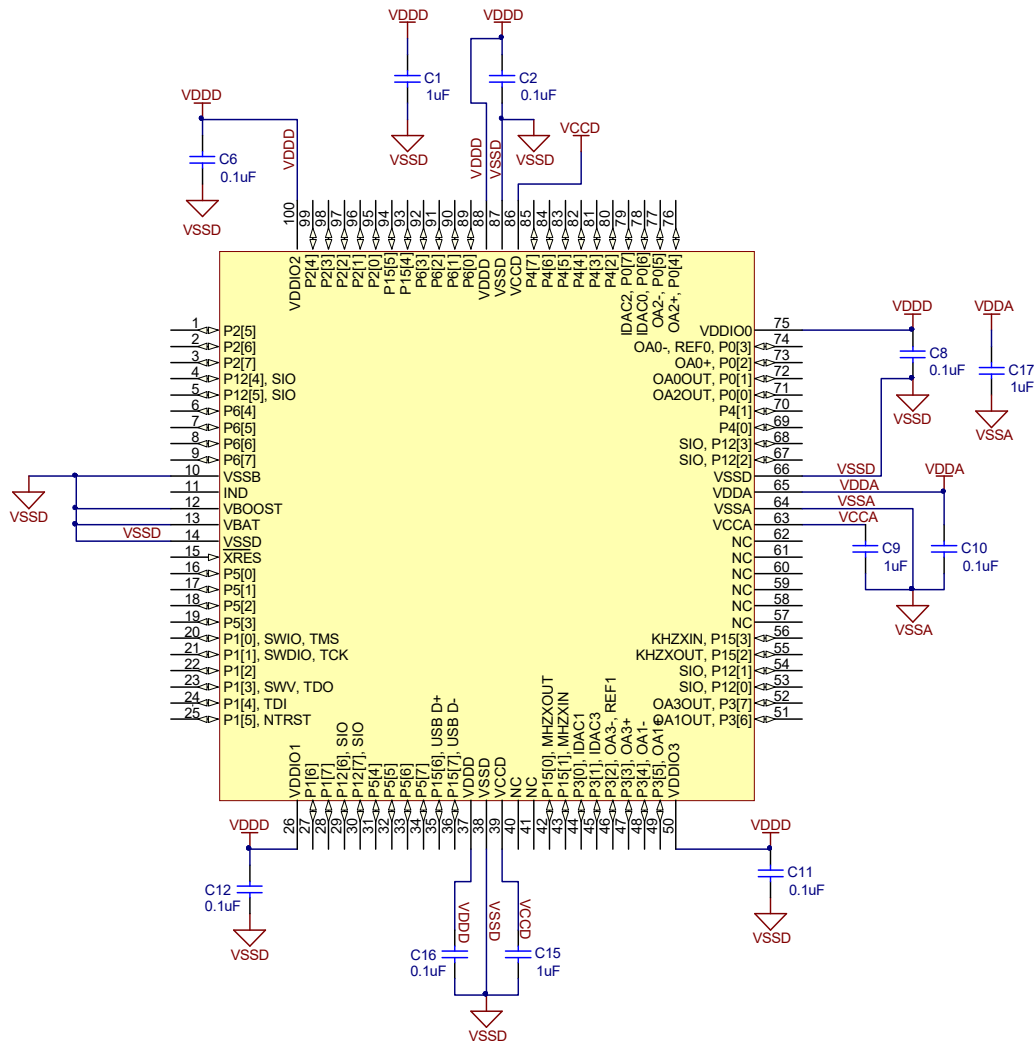 VDDD
C1
1uF
VSSD
VDDD
C2
0.1uF
VSSD
VDDD
VSSD
VCCD
VDDD
C6
0.1uF
VSSD
VDDD
100 VDDIO2
99 P2[4]
98 P2[3]
97 P2[2]
96 P2[1]
95 P2[0]
94 P15[5]
93 P15[4]
92 P6[3]
91 P6[2]
90 P6[1]
89 P6[0]
88 VDDD
87 VSSD
86 VCCD
85 P4[7]
84 P4[6]
83 P4[5]
82 P4[4]
81 P4[3]
80 P4[2]
79 IDAC2, P0[7]
78 IDAC0, P0[6]
77 OA2-, P0[5]
76 OA2+, P0[4]
1 P2[5]
2 P2[6]
3 P2[7]
4 P12[4], SIO
5 P12[5], SIO
6 P6[4]
7 P6[5]
8 P6[6]
9 P6[7]
10 VSSB
11 IND
12 VBOOST
13 VBAT
VSSD 14 VSSD
15 XRES
16 P5[0]
17 P5[1]
18 P5[2]
19 P5[3]
20 P1[0], SWIO, TMS
21 P1[1], SWDIO, TCK
22 P1[2]
23 P1[3], SWV, TDO
24 P1[4], TDI
25 P1[5], NTRST
VSSD
VDDIO0 75
OA0-, REF0, P0[3] 74
OA0+, P0[2] 73
OA0OUT, P0[1] 72
OA2OUT, P0[0] 71
P4[1] 70
P4[0] 69
SIO, P12[3] 68
SIO, P12[2] 67
VSSD 66 VSSD
VDDA 65 VDDA
VSSA 64 VSSA
VCCA 63 VCCA
NC 62
NC 61
NC 60
NC 59
NC 58
NC 57
KHZXIN, P15[3] 56
KHZXOUT, P15[2] 55
SIO, P12[1] 54
SIO, P12[0] 53
OA3OUT, P3[7] 52
OA1OUT, P3[6] 51
VDDD
C8
0.1uF
VSSD
VDDA
C17
1uF
VSSA
VDDA
C9
1uF
C10
0.1uF
VSSA
VDDIO1 26
P1[6] 27
P1[7] 28
P12[6], SIO 29
P12[7], SIO 30
P5[4] 31
P5[5] 32
P5[6] 33
P5[7] 34
P15[6], USB D+ 35
P15[7], USB D- 36
VDDD 37
VSSD 38
VCCD 39
NC 40
NC 41
P15[0], MHZXOUT 42
P15[1], MHZXIN 43
P3[0], IDAC1 44
P3[1], IDAC3 45
P3[2], OA3-, REF1 46
P3[3], OA3+ 47
P3[4], OA1- 48
P3[5], OA1+ 49
VDDIO3 50
VDDD
C12
0.1uF
VSSD
VDDD
VSSD
VCCD
C16
0.1uF
C15
1uF
VSSD
VDDD
C11
0.1uF
VSSD